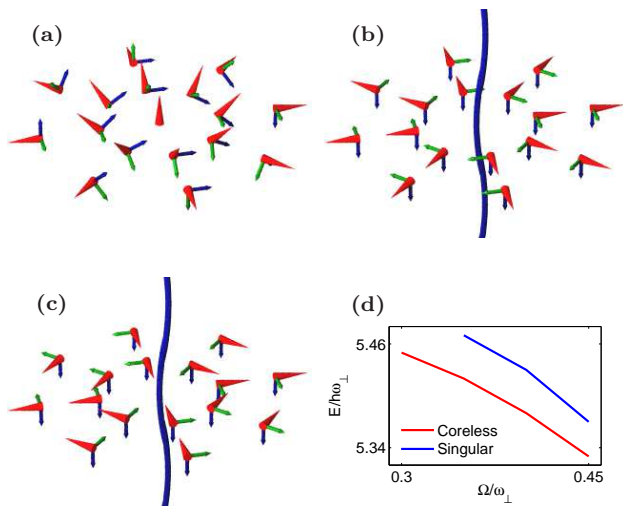 (a)
(b)
(c)
(d)
5.46
E/ℏω⊥
5.34
Coreless
Singular
0.3
0.45
Ω/ω⊥